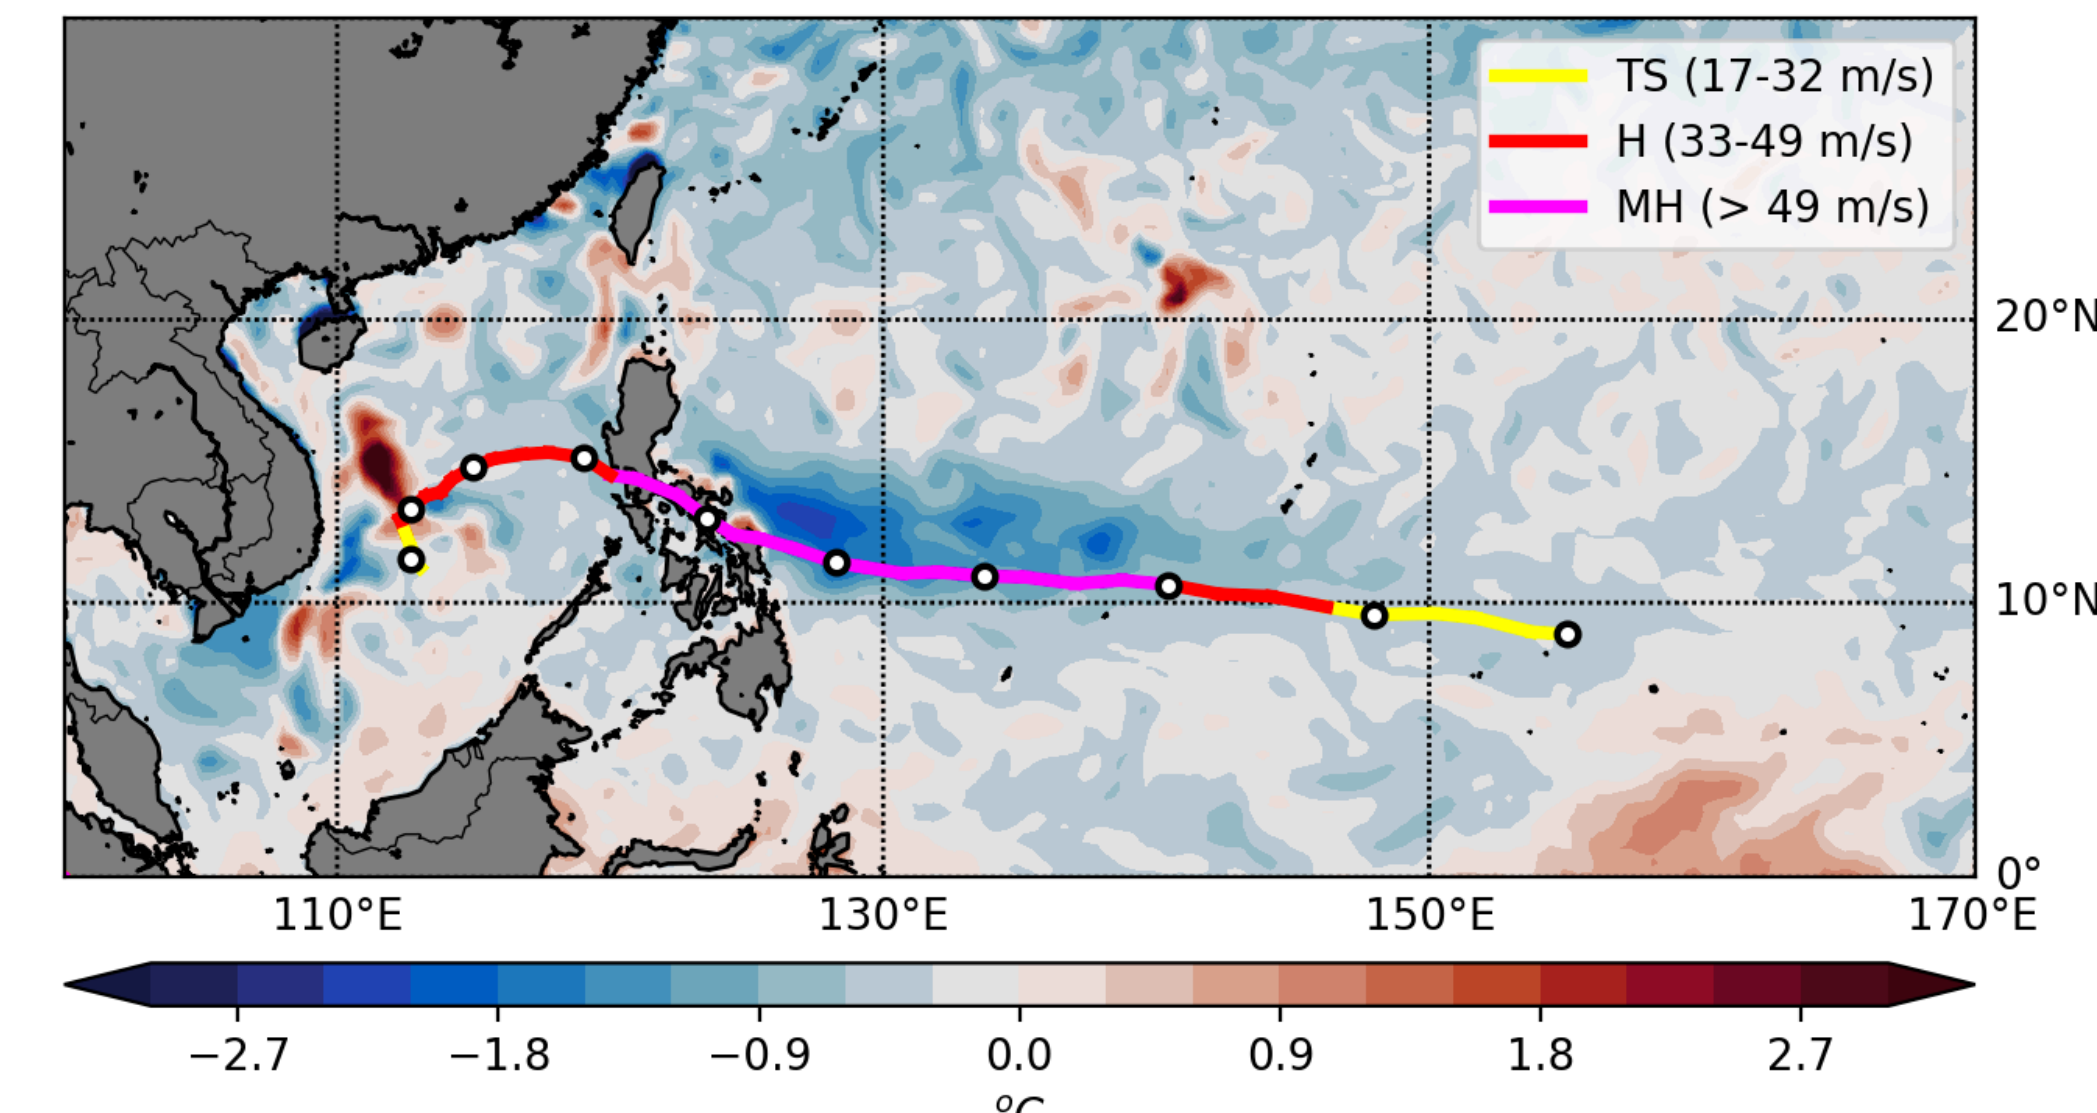 TS (17-32 m/s)
H (33-49 m/s)
MH (> 49 m/s)
20°N
10°N
0°
110°E 130°E 150°E 170°E
−2.7 −1.8 −0.9 0.0 0.9 1.8 2.7
°C